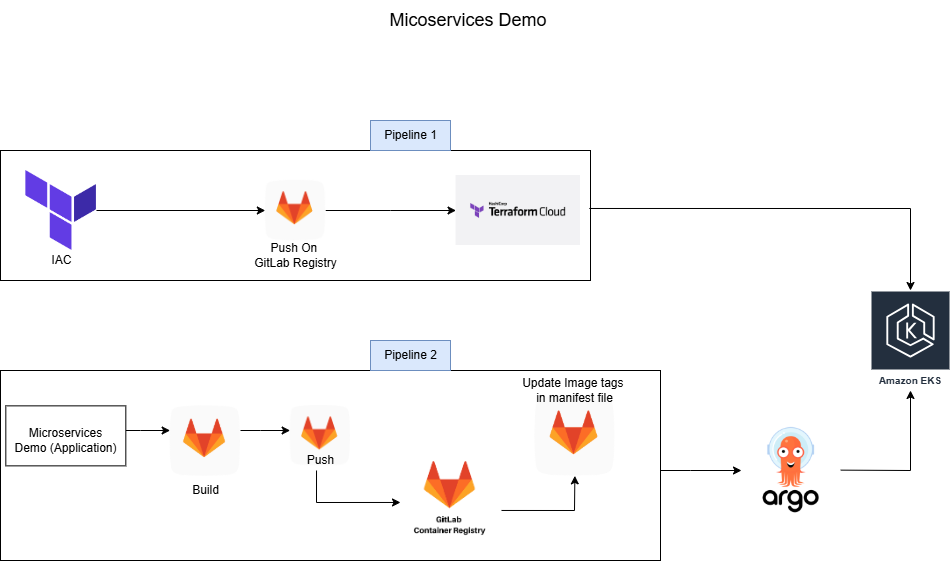 Micoservices Demo
Pipeline 1
IAC
Push On
GitLab Registry
HashiCorp
Terraform Cloud
Pipeline 2
Microservices
Demo (Application)
Build
Push
GitLab
Container Registry
Update Image tags
in manifest file
argo
K
Amazon EKS